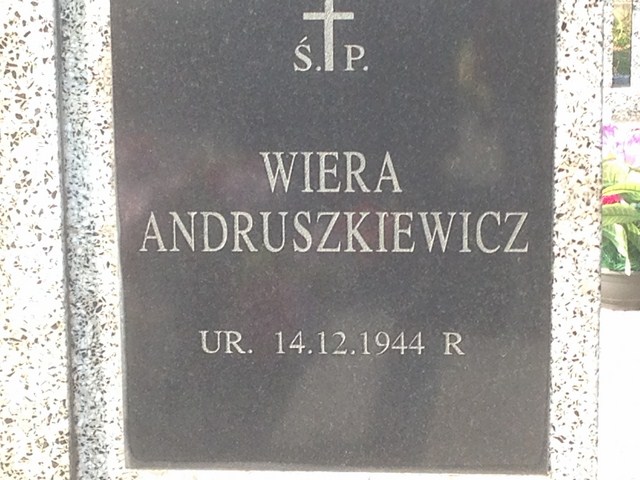 Ś. P.
WIERA
ANDRUSZKIEWICZ
UR. 14.12.1944 R